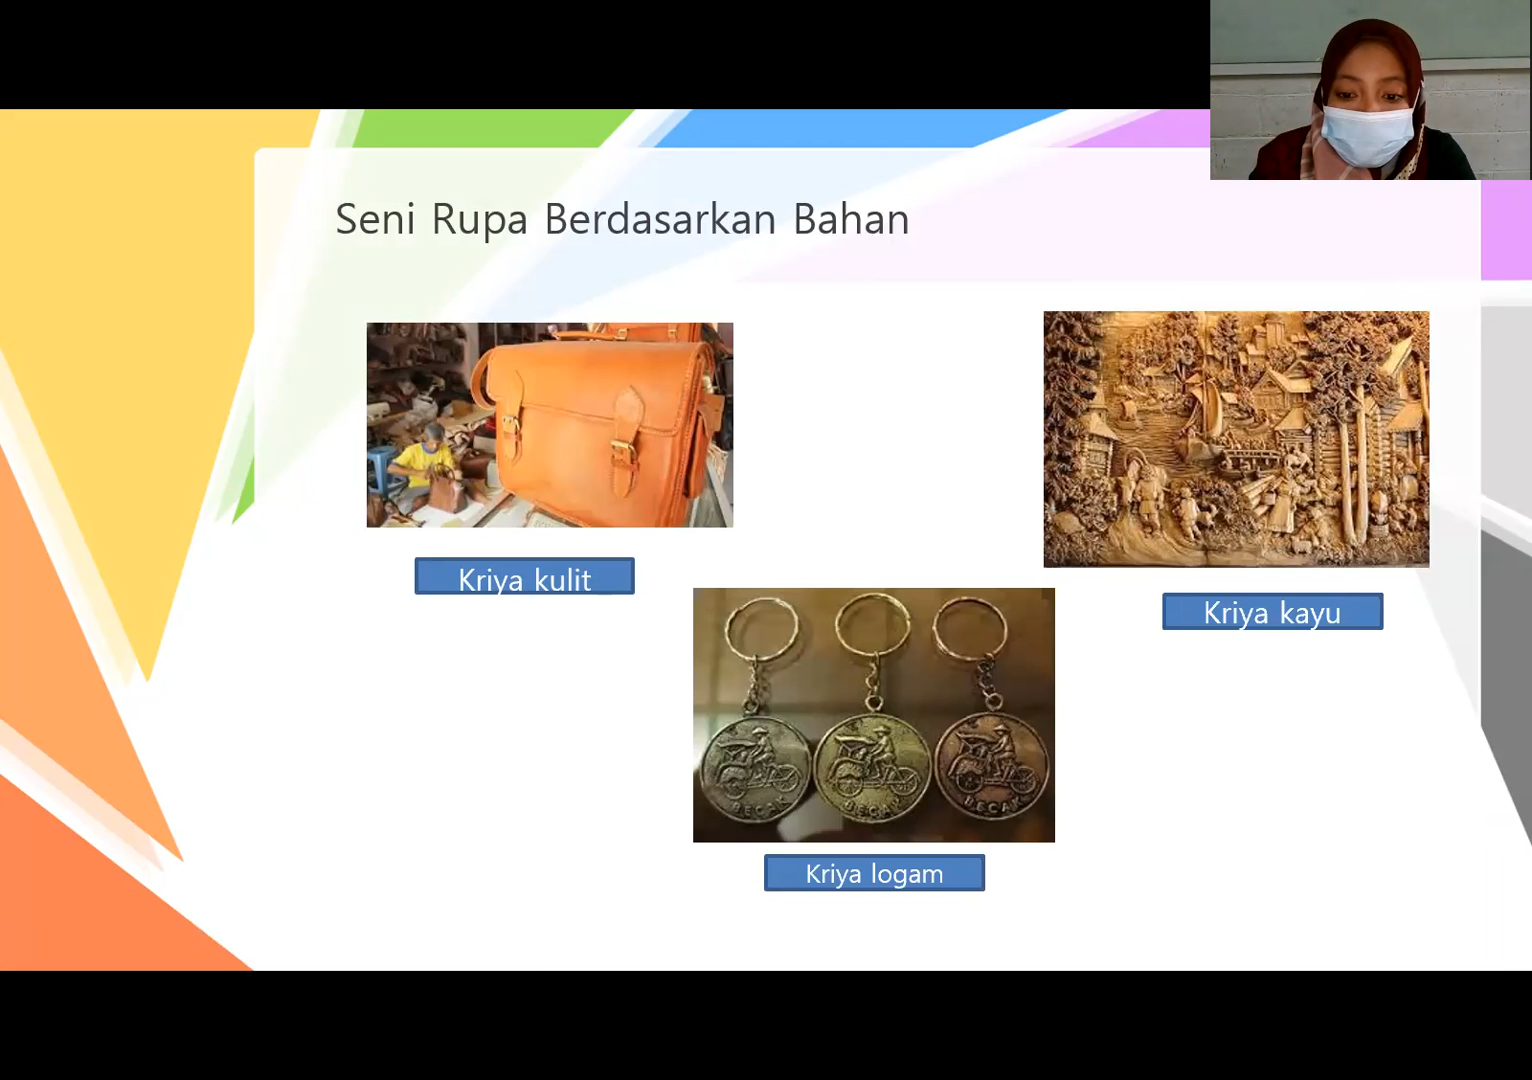 Seni Rupa Berdasarkan Bahan
Kriya kulit
Kriya kayu
BECAK
BECAK
BECAK
Kriya logam